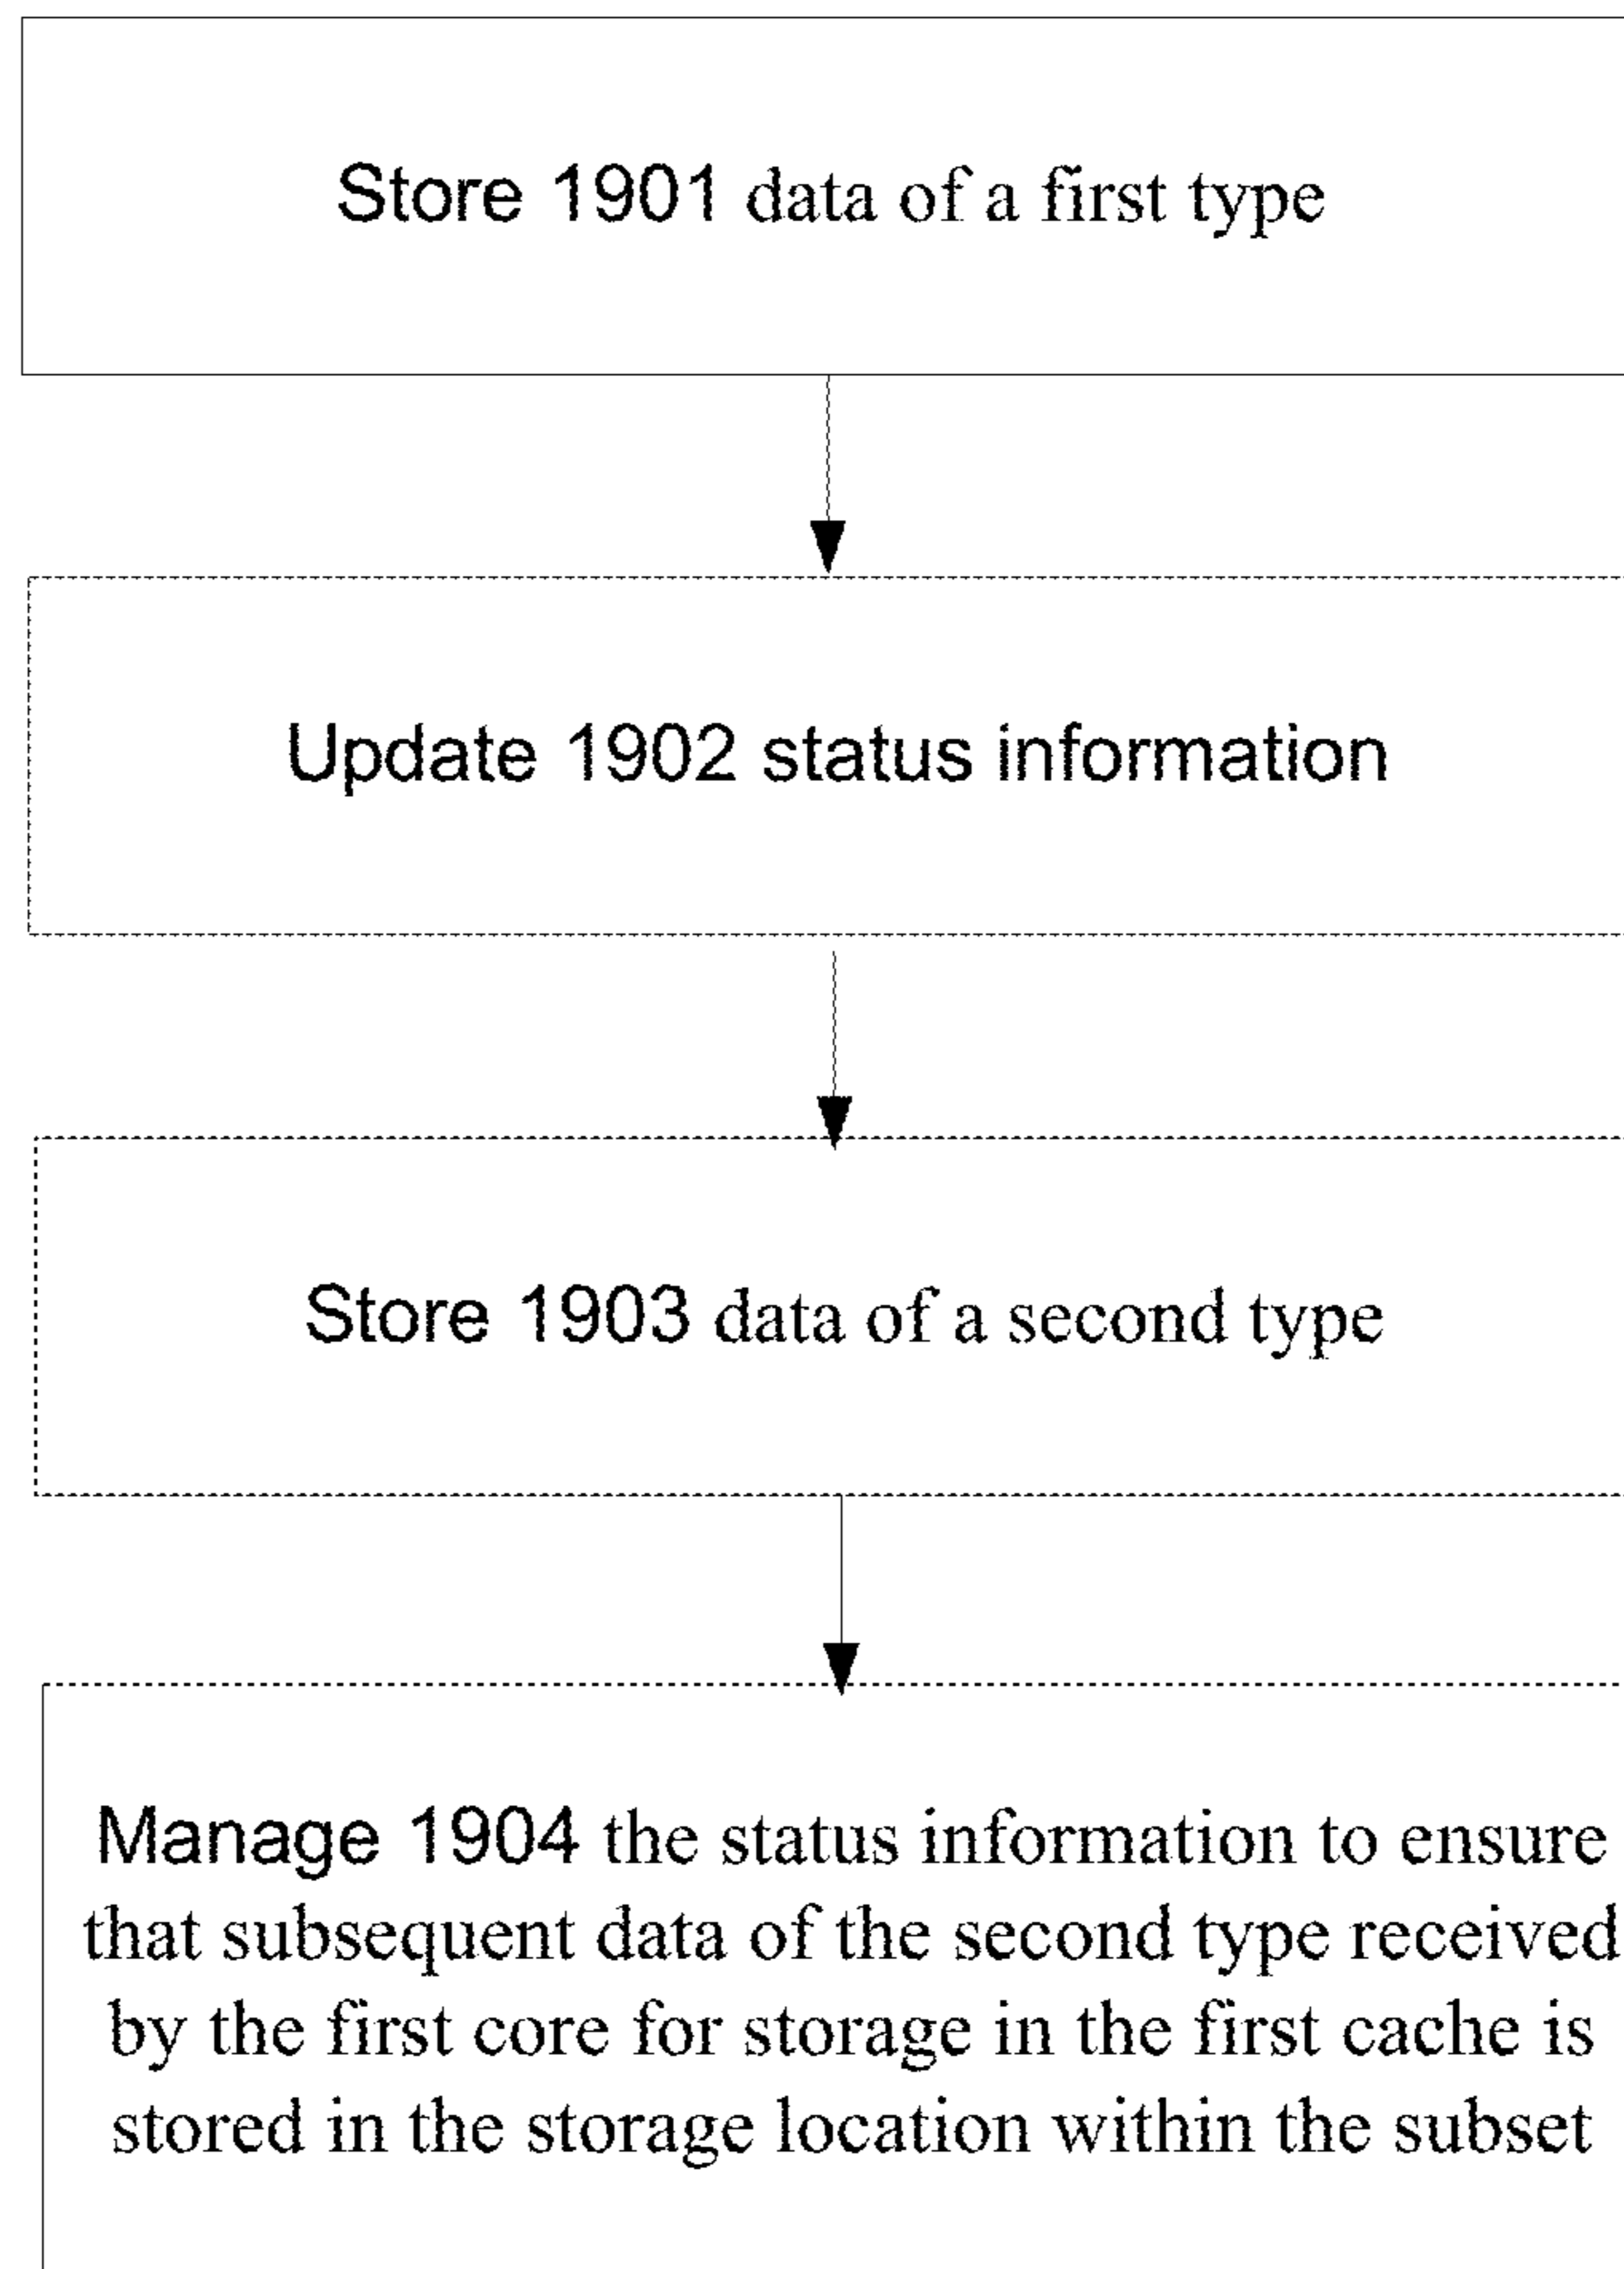 Store 1901 data of a first type
Update 1902 status information
Store 1903 data of a second type
Manage 1904 the status information to ensure
that subsequent data of the second type received
by the first core for storage in the first cache is
stored in the storage location within the subset